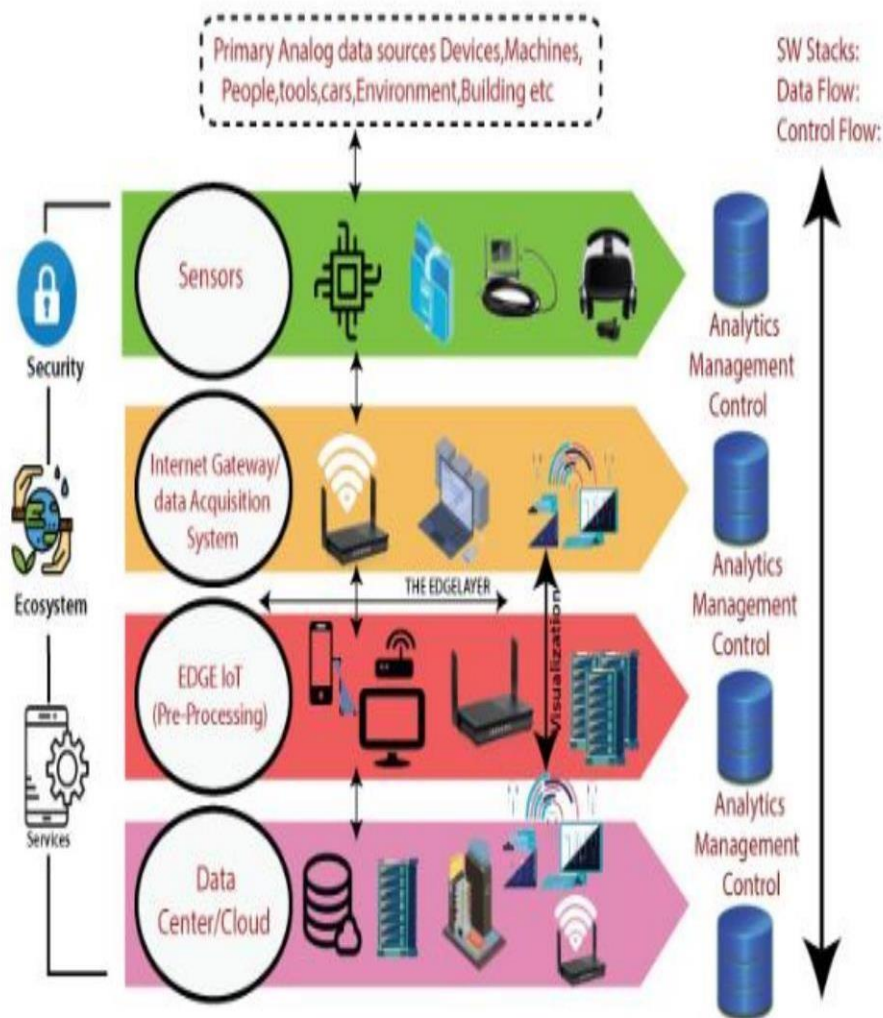 Primary Analog data sources Devices,Machines,
People,tools,cars,Environment,Building etc
SW Stacks:
Data Flow:
Control Flow:
Sensors
Security
Analytics
Management
Control
Internet Gateway/
data Acquisition
System
Ecosystem
THE EDGELAYER
Visualization
Analytics
Management
Control
EDGE IoT
(Pre-Processing)
Services
Analytics
Management
Control
Data
Center/Cloud